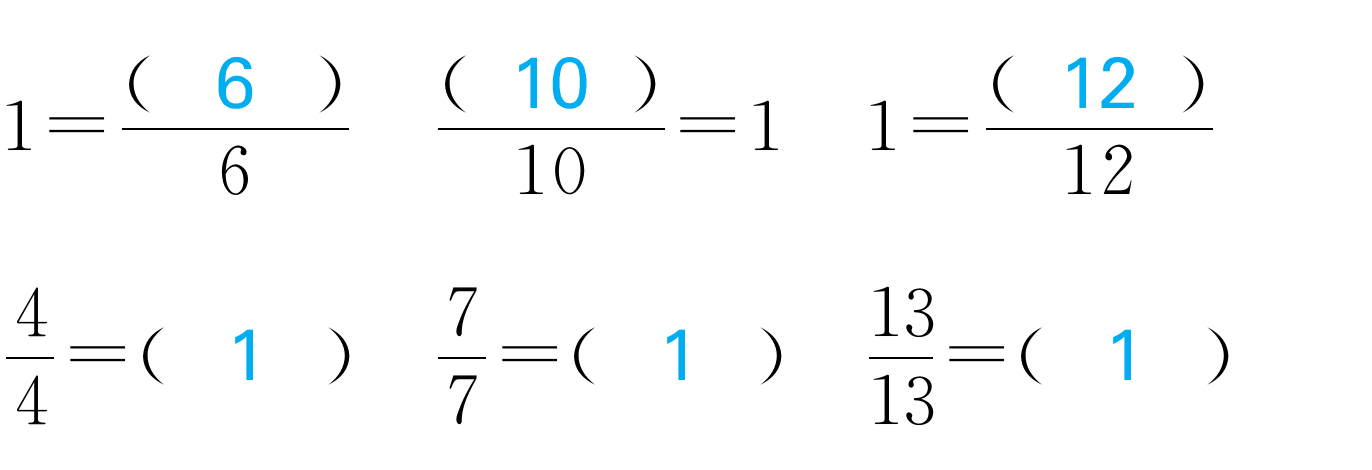 1=( 6 )/6 ( 10 )/10=1 1=( 12 )/12
4/4=( 1 ) 7/7=( 1 ) 13/13=( 1 )